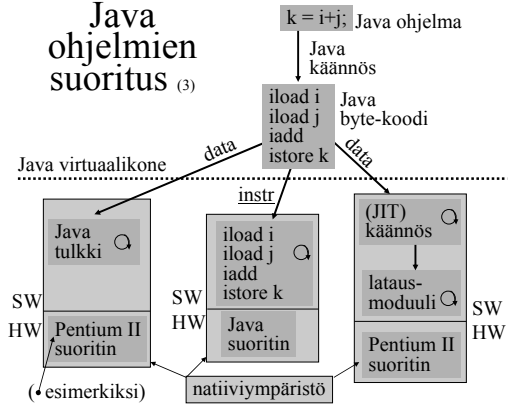 Java
ohjelmien
suoritus (3)
k = i+j;
Java ohjelma
Java
käännös
iload i
iload j
iadd
istore k
Java
byte-koodi
data
data
Java virtuaalikone
instr
Java
tulkki
SW
HW
Pentium II
suoritin
(• esimerkiksi)
iload i
iload j
iadd
istore k
SW
HW
Java
suoritin
(JIT)
käännös
lataus-
moduuli
SW
HW
Pentium II
suoritin
natiiviympäristö